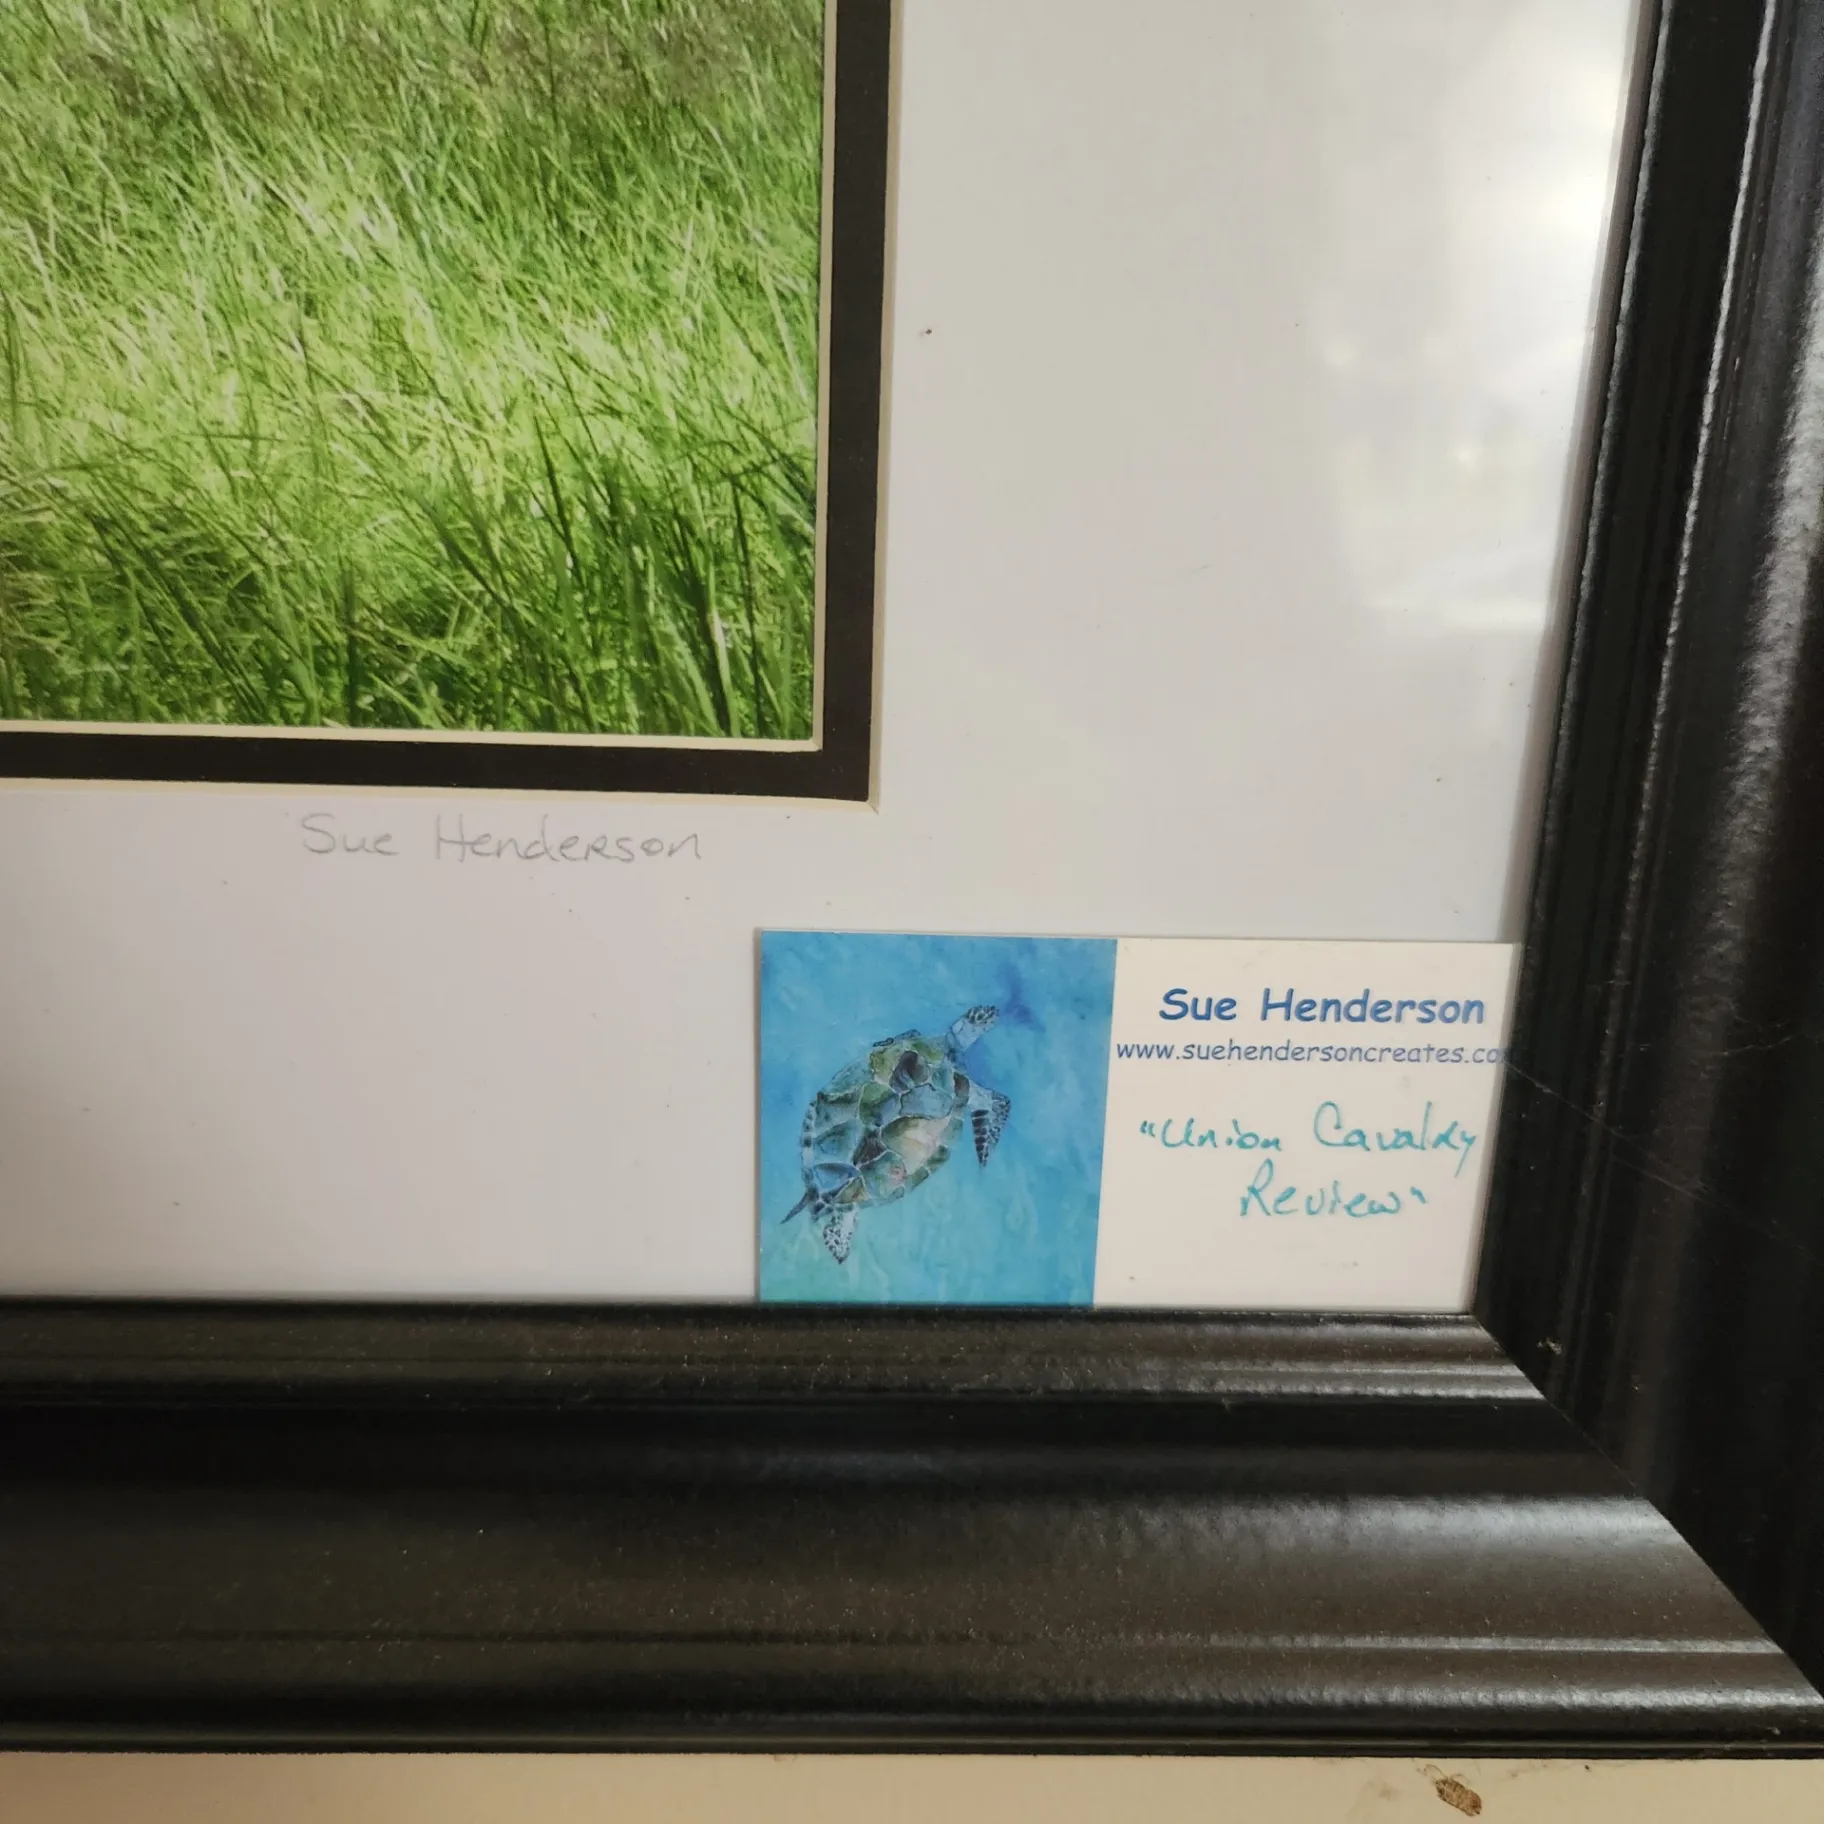 Sue Henderson
Sue Henderson
www.suehendersoncreates.co
"Union Cavalry
Review"